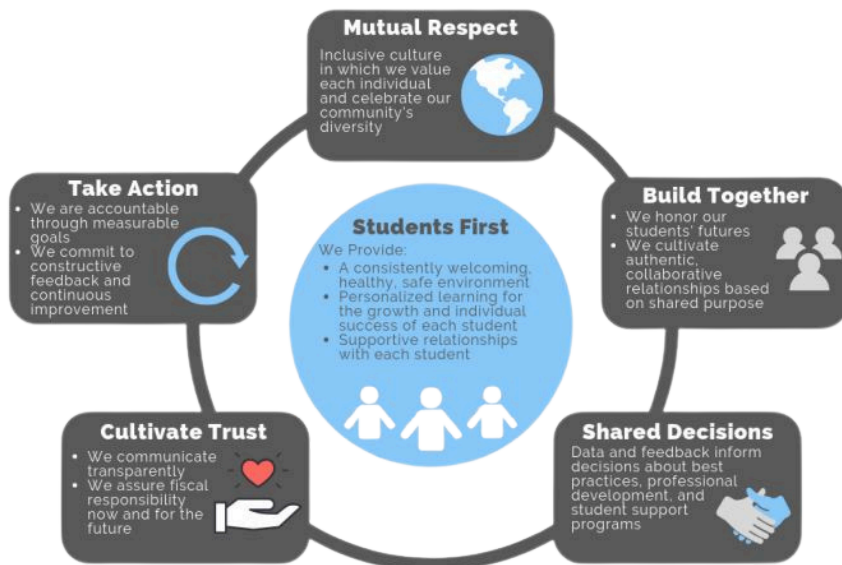 Mutual Respect
Inclusive culture
in which we value
each individual
and celebrate our
community's
diversity
Take Action
• We are accountable
through measurable
goals
• We commit to
constructive
feedback and
continuous
improvement
Students First
We Provide:
• A consistently welcoming,
healthy, safe environment
• Personalized learning for
the growth and individual
success of each student
• Supportive relationships
with each student
Build Together
• We honor our
students' futures
• We cultivate
authentic,
collaborative
relationships based
on shared purpose
Cultivate Trust
• We communicate
transparently
• We assure fiscal
responsibility
now and for the
future
Shared Decisions
Data and feedback inform
decisions about best
practices, professional
development, and
student support
programs